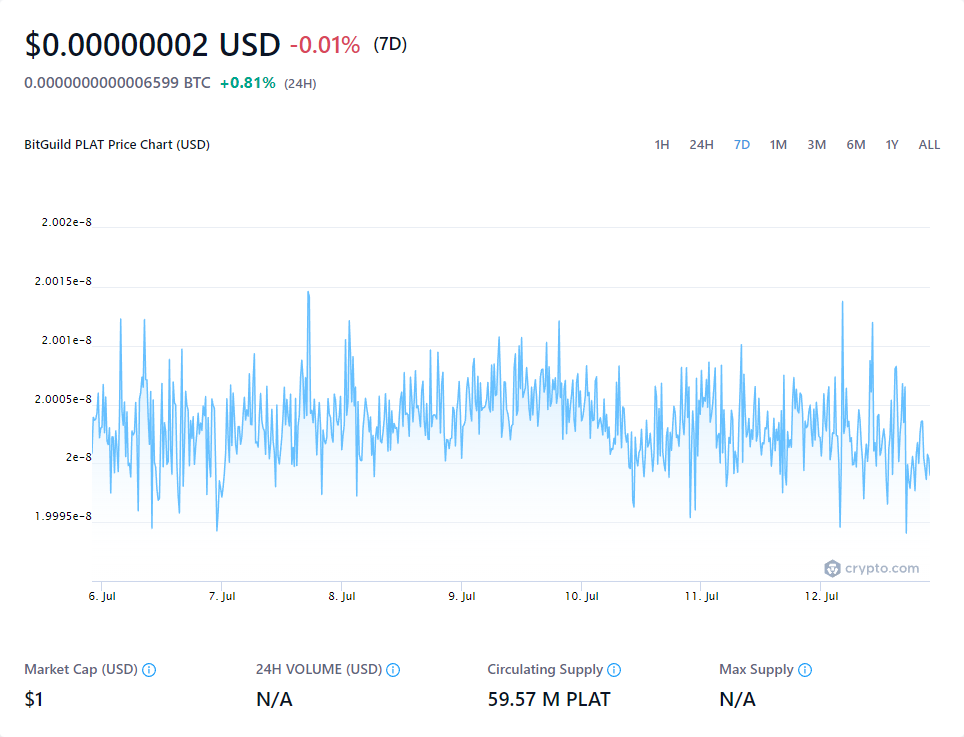 $0.00000002 USD -0.01% (7D)
0.0000000000006599 BTC +0.81% (24H)
BitGuild PLAT Price Chart (USD) 1H 24H 7D 1M 3M 6M 1Y ALL
2.002e-8
2.0015e-8
2.001e-8
2.0005e-8
2e-8
1.9995e-8
crypto.com
6. Jul 7. Jul 8. Jul 9. Jul 10. Jul 11. Jul 12. Jul
Market Cap (USD) 24H VOLUME (USD) Circulating Supply Max Supply
$1 N/A 59.57 M PLAT N/A